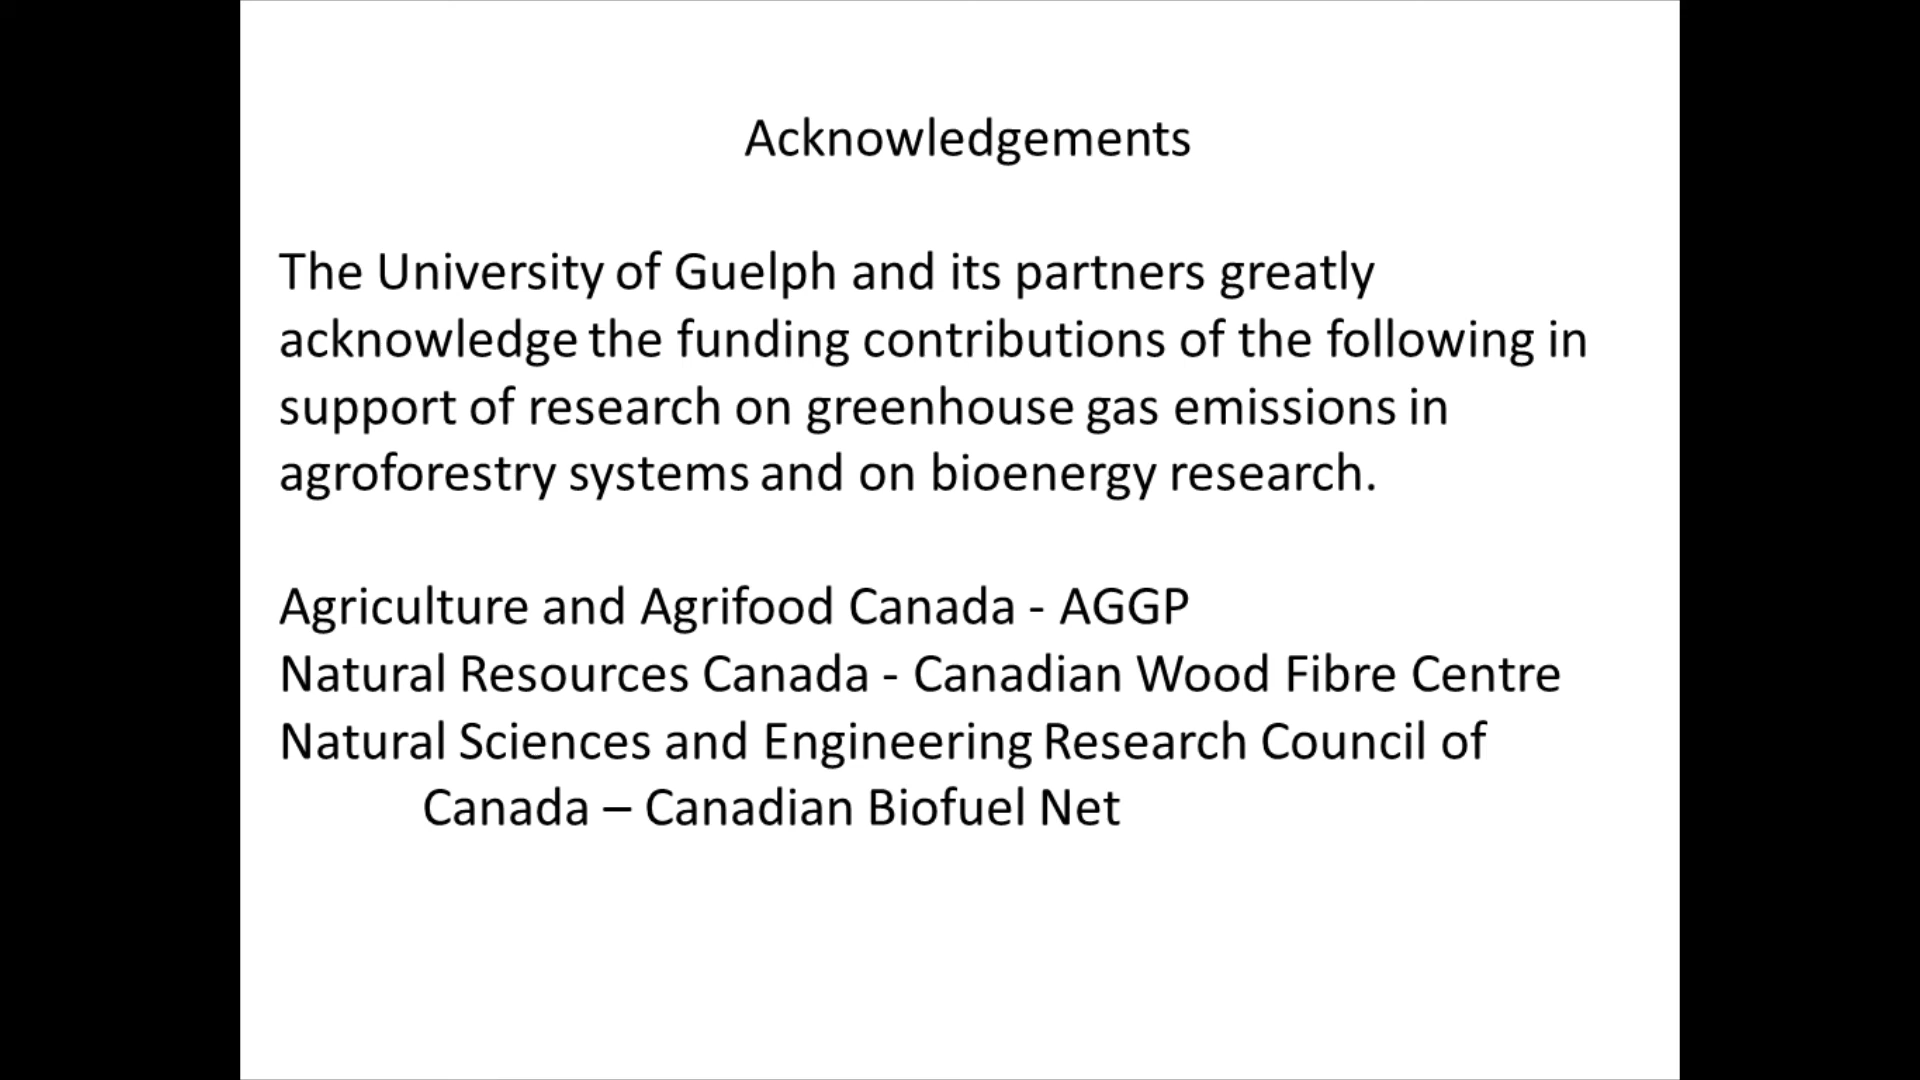 Acknowledgements
The University of Guelph and its partners greatly
acknowledge the funding contributions of the following in
support of research on greenhouse gas emissions in
agroforestry systems and on bioenergy research.
Agriculture and Agrifood Canada - AGGP
Natural Resources Canada - Canadian Wood Fibre Centre
Natural Sciences and Engineering Research Council of
Canada – Canadian Biofuel Net